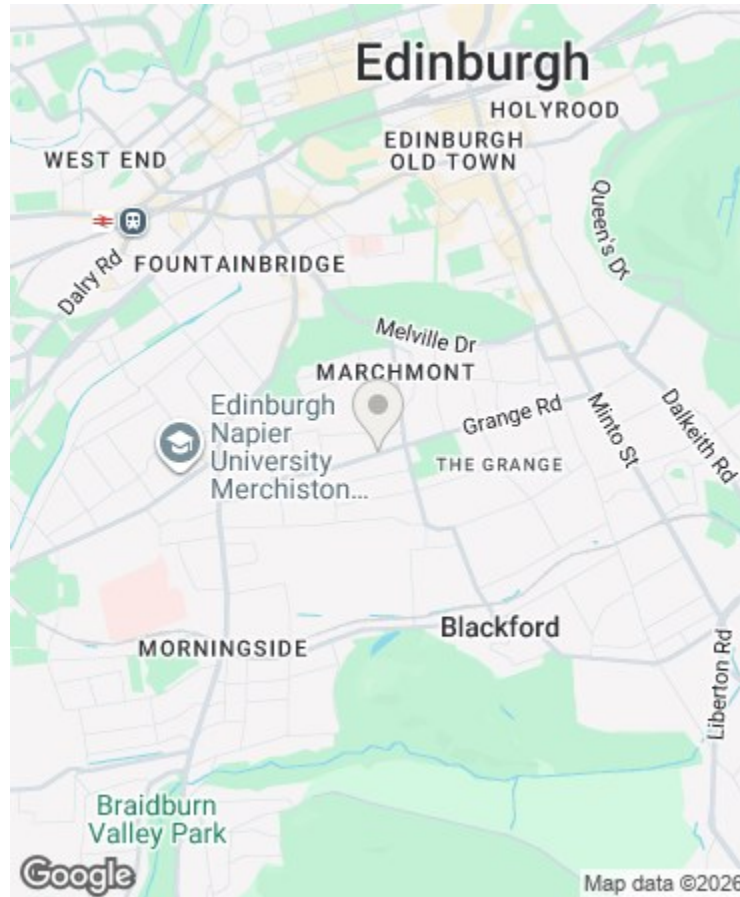 Edinburgh
HOLYROOD
EDINBURGH
OLD TOWN
WEST END
Queen's Dr
FOUNTAINBRIDGE
Dalry Rd
Melville Dr
MARCHMONT
Edinburgh
Napier
University
Merchiston...
Grange Rd
Minto St
Dalkeith Rd
THE GRANGE
Blackford
MORNINGSIDE
Liberton Rd
Braidburn
Valley Park
Google
Map data ©2026